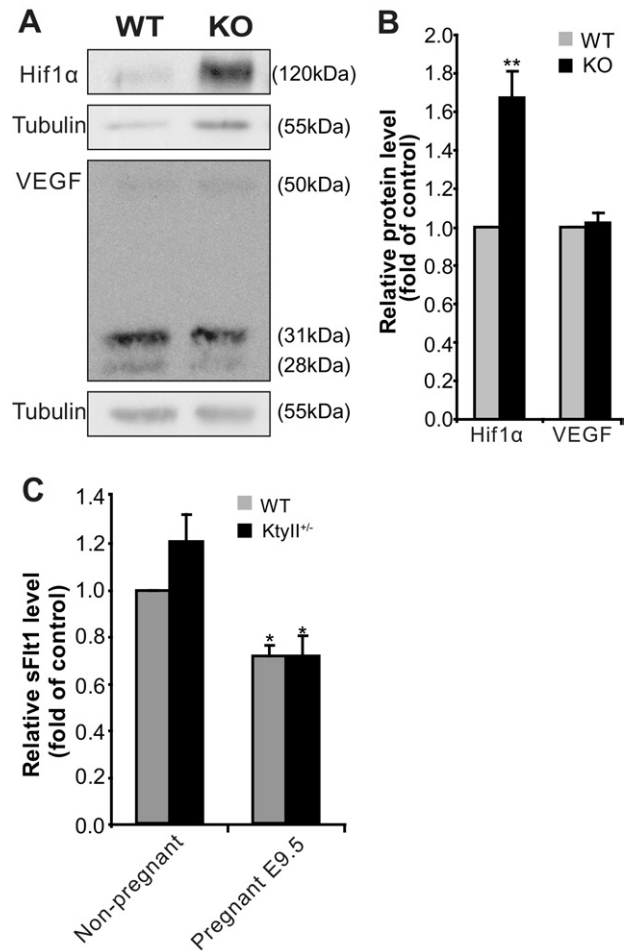 A
WT KO
Hif1α (120kDa)
Tubulin (55kDa)
VEGF (50kDa)
(31kDa)
(28kDa)
Tubulin (55kDa)
B
Relative protein level
(fold of control)
2.0
1.8
1.6
1.4
1.2
1.0
0.8
0.6
0.4
0.2
0.0
WT
KO
**
Hif1α VEGF
C
Relative sFlt1 level
(fold of control)
1.4
1.2
1.0
0.8
0.6
0.4
0.2
0.0
WT
KtyII+/-
* *
Non-pregnant
Pregnant E9.5